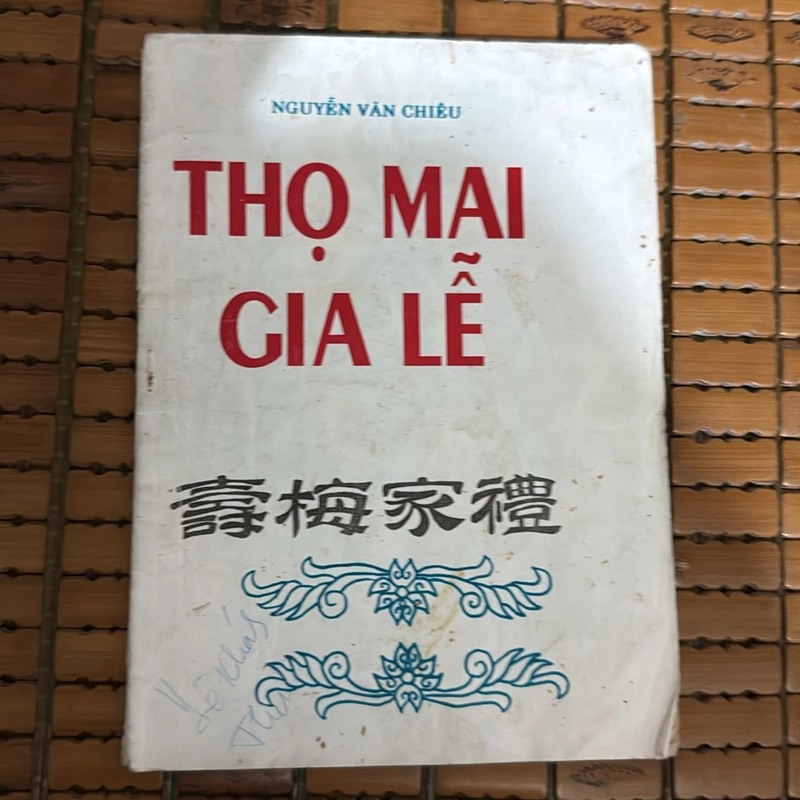 NGUYỄN VĂN CHIÊU
THỌ MAI
GIA LỄ
壽梅家禮